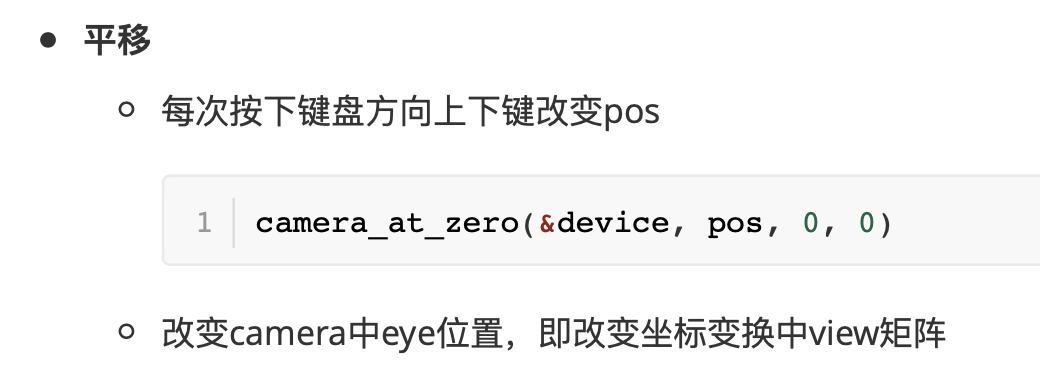 平移
每次按下键盘方向上下键改变pos
1 camera_at_zero(&device, pos, 0, 0)
改变camera中eye位置，即改变坐标变换中view矩阵